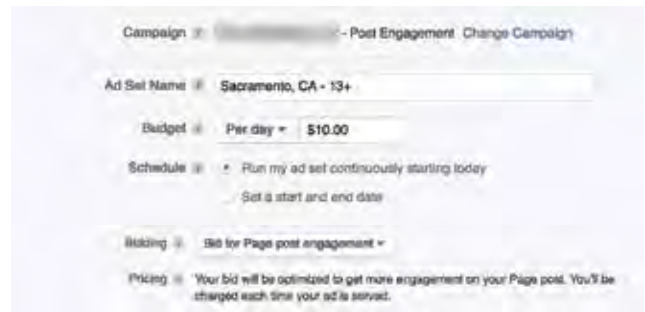 Campaign - Post Engagement Change Campaign
Ad Set Name Sacramento, CA - 13+
Budget Per day $10.00
Schedule Run my ad set continuously starting today
Set a start and end date
Bidding Bid for Page post engagement
Pricing Your bid will be optimized to get more engagement on your Page post. You'll be
charged each time your ad is served.